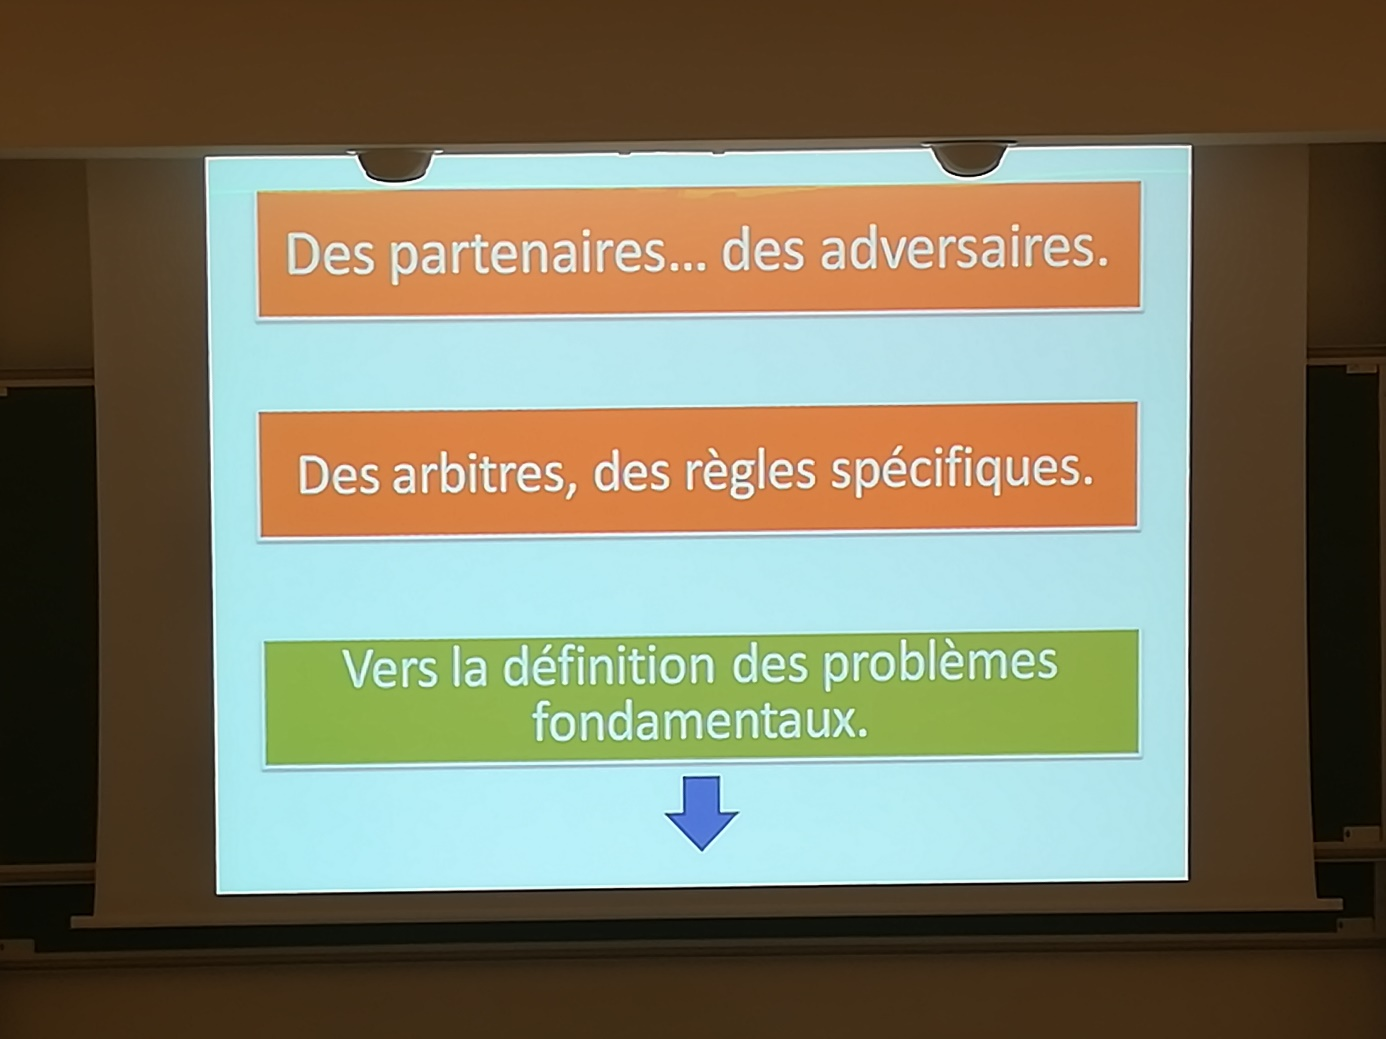 Des partenaires... des adversaires.
Des arbitres, des règles spécifiques.
Vers la définition des problèmes
fondamentaux.